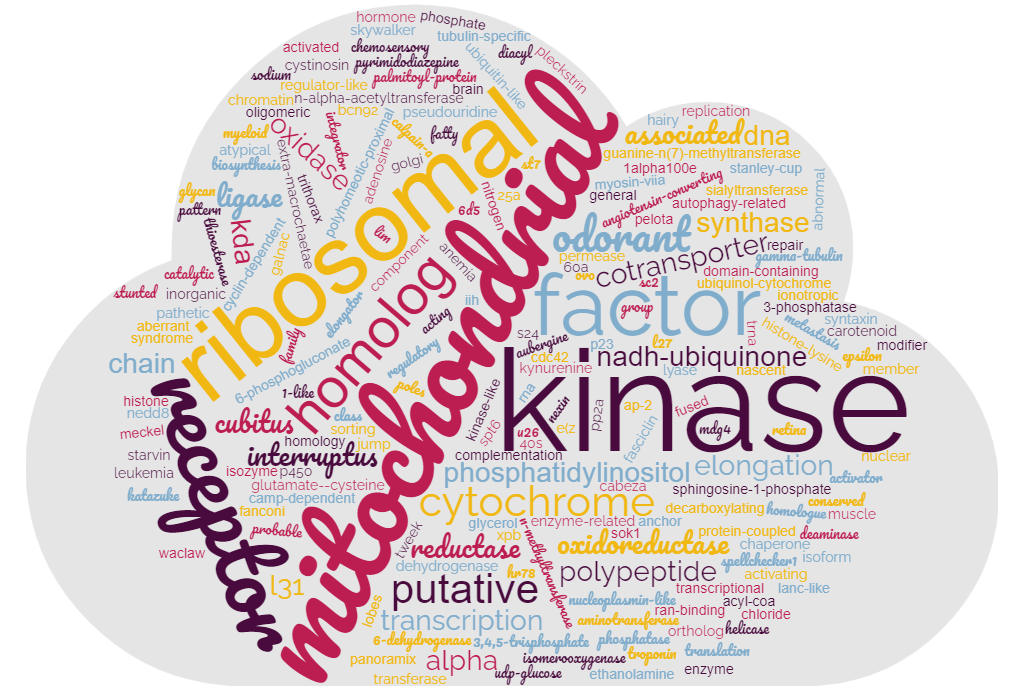 hormone
phosphate
skywalker
tubulin-specific
activated
chemosensory
diacyl
pleckstrin
cystinosin
pyrimidodiazepine
ubiquitin-like
sodium
palmitoyl-protein
regulator-like
brain
chromatin
n-alpha-acetyltransferase
oligomeric
bcn92
pseudouridine
replication
hairy
myeloid
oxidase
integrator
calpain-a
fatty
associated
dna
atypical
extra-macrochaetae
polyhomeotic-proximal
adenosine
golgi
st7
guanine-n(7)-methyltransferase
biosynthesis
1alpha100e
stanley-cup
trithorax
myosin-viia
glycan
ligase
nitrogen
25a
general
angiotensin-converting
sialyltransferase
abnormal
autophagy-related
pattern
thioesterase
kda
galnac
lim
ribosomal
6d5
mitochondrial
pelota
synthase
odorant
component
anemia
cotransporter
repair
permease
gamma-tubulin
catalytic
cyclin-dependent
60a
ovo
sc2
domain-containing
ubiquinol-cytochrome
stunted
inorganic
elongator
homolog
iih
factor
group
ionotropic
3-phosphatase
pathetic
acting
s24
aubergine
p23
l27
trna
histone-lysine
metastasis
syntaxin
carotenoid
modifier
aberrant
syndrome
family
regulatory
cdc42
nadh-ubiquinone
epsilon
chain
6-phosphogluconate
kynurenine
lyase
nascent
member
receptor
1-like
poles
kinase-like
rna
nexin
kinase
histone
nedd8
cubitus
class
sorting
spt6
u26
e(z
pp2a
ap-2
fused
mdg4
retina
meckel
homology
jump
40s
fasciclin
starvin
interruptus
complementation
nuclear
leukemia
isozyme
p450
phosphatidylinositol
elongation
activator
katazuke
glutamate--cysteine
camp-dependent
cabeza
sphingosine-1-phosphate
fanconi
cytochrome
decarboxylating
conserved
homologue
muscle
probable
tweek
glycerol
enzyme-related
anchor
xpb
sok1
protein-coupled
deaminase
waclaw
reductase
n-methyltransferase
oxidoreductase
chaperone
isoform
dehydrogenase
hr78
polypeptide
spellchecker1
activating
l31
putative
transcriptional
lanc-like
lobes
nucleoplasmin-like
ran-binding
acyl-coa
chloride
transcription
aminotransferase
ortholog
helicase
6-dehydrogenase
3,4,5-trisphosphate
phosphatase
translation
panoramix
alpha
isomerooxygenase
troponin
enzyme
transferase
udp-glucose
ethanolamine